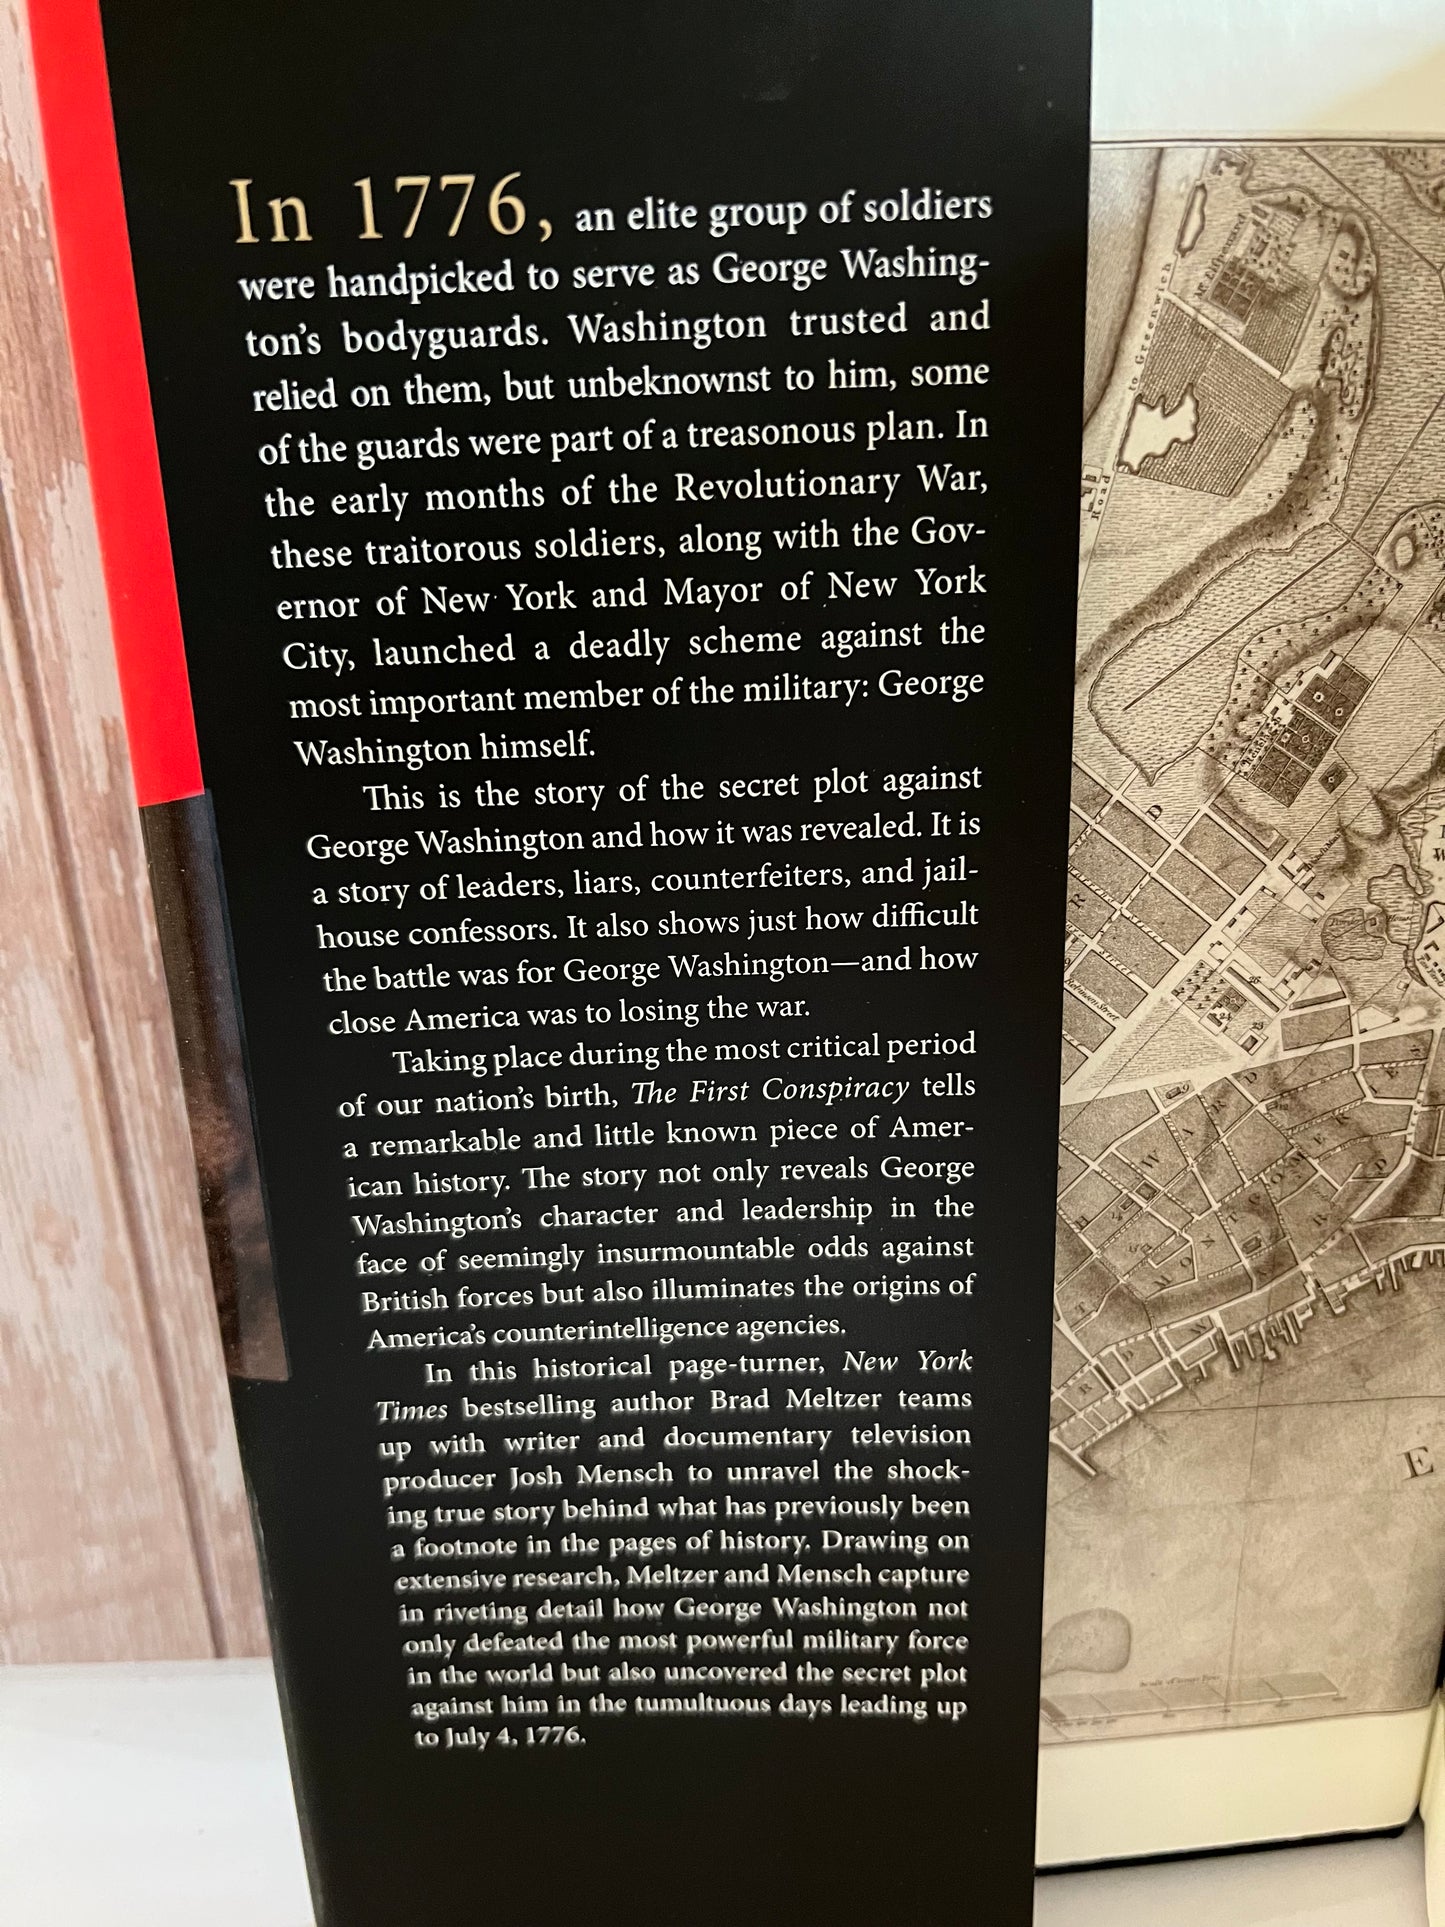 In 1776, an elite group of soldiers
were handpicked to serve as George Washing-
ton's bodyguards. Washington trusted and
relied on them, but unbeknownst to him, some
of the guards were part of a treasonous plan. In
the early months of the Revolutionary War,
these traitorous soldiers, along with the Gov-
ernor of New York and Mayor of New York
City, launched a deadly scheme against the
most important member of the military: George
Washington himself.
This is the story of the secret plot against
George Washington and how it was revealed. It is
a story of leaders, liars, counterfeiters, and jail-
house confessors. It also shows just how difficult
the battle was for George Washington—and how
close America was to losing the war.
Taking place during the most critical period
of our nation's birth, The First Conspiracy tells
a remarkable and little known piece of Amer-
ican history. The story not only reveals George
Washington's character and leadership in the
face of seemingly insurmountable odds against
British forces but also illuminates the origins of
America's counterintelligence agencies.
In this historical page-turner, New York
Times bestselling author Brad Meltzer teams
up with writer and documentary television
producer Josh Mensch to unravel the shock-
ing true story behind what has previously been
a footnote in the pages of history. Drawing on
extensive research, Meltzer and Mensch capture
in riveting detail how George Washington not
only defeated the most powerful military force
in the world but also uncovered the secret plot
against him in the tumultuous days leading up
to July 4, 1776.
to Greenwich
Road
D
R
E